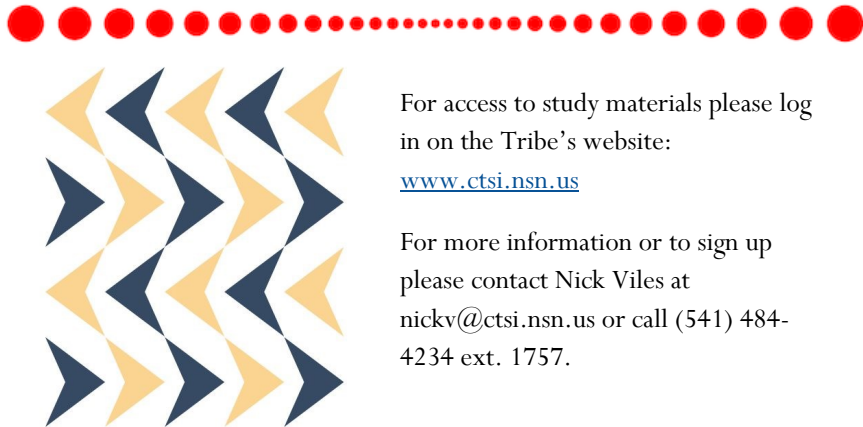 For access to study materials please log
in on the Tribe’s website:
www.ctsi.nsn.us
For more information or to sign up
please contact Nick Viles at
nickv@ctsi.nsn.us or call (541) 484-
4234 ext. 1757.